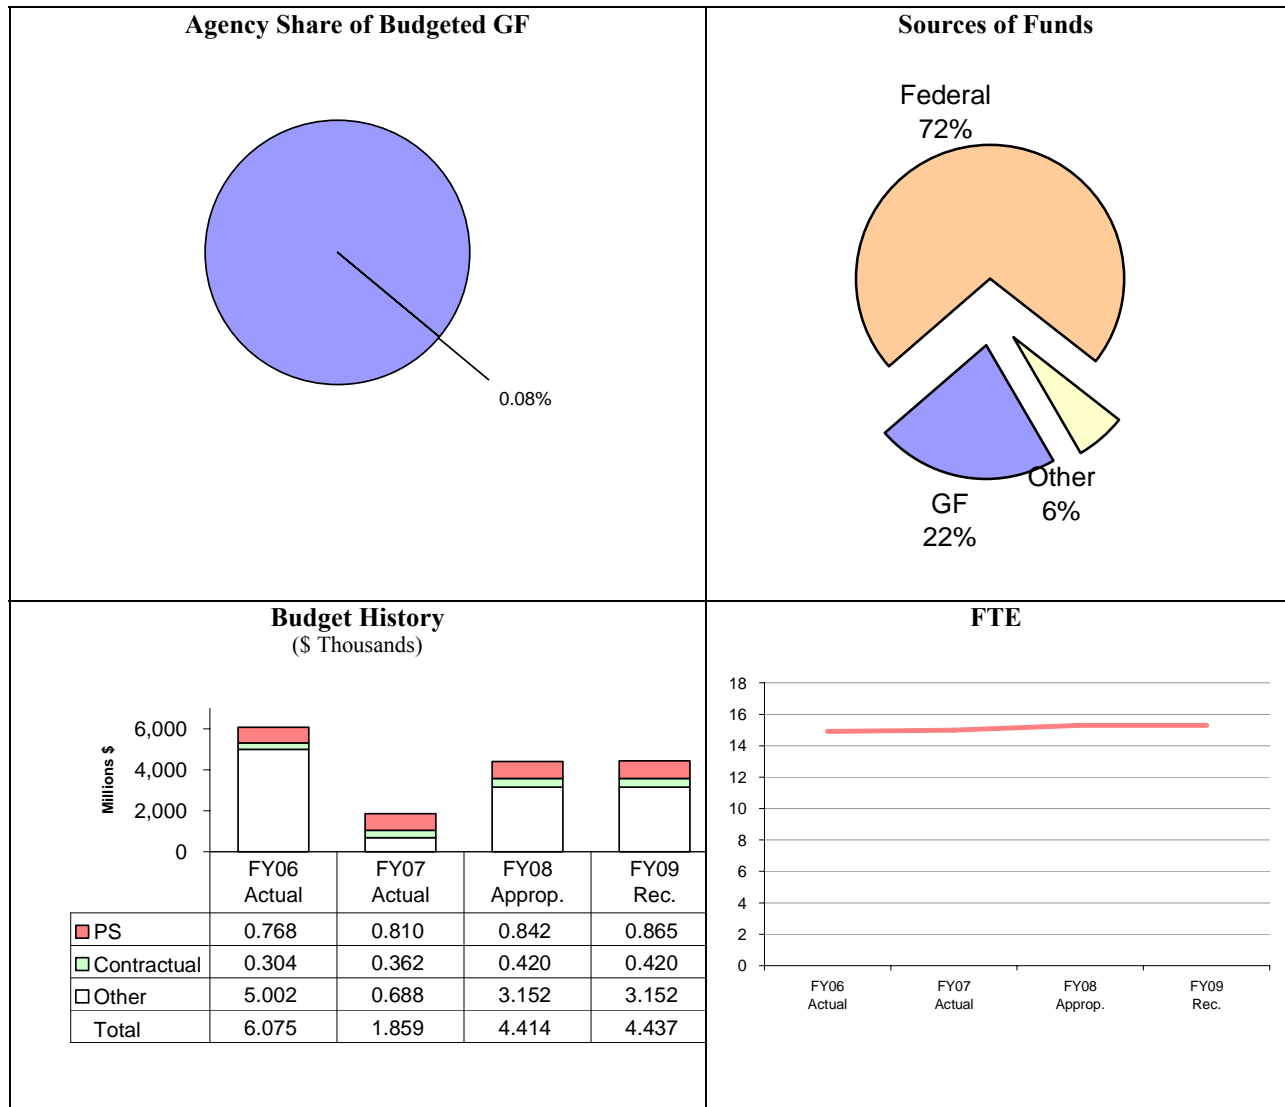 Agency Share of Budgeted GF
0.08%
Sources of Funds
Federal
72%
Other
6%
GF
22%
Budget History
($ Thousands)
Millions $
6,000
4,000
2,000
0
FY06 FY07 FY08 FY09
Actual Actual Approp. Rec.
PS 0.768 0.810 0.842 0.865
Contractual 0.304 0.362 0.420 0.420
Other 5.002 0.688 3.152 3.152
Total 6.075 1.859 4.414 4.437
FTE
18
16
14
12
10
8
6
4
2
0
FY06 FY07 FY08 FY09
Actual Actual Approp. Rec.